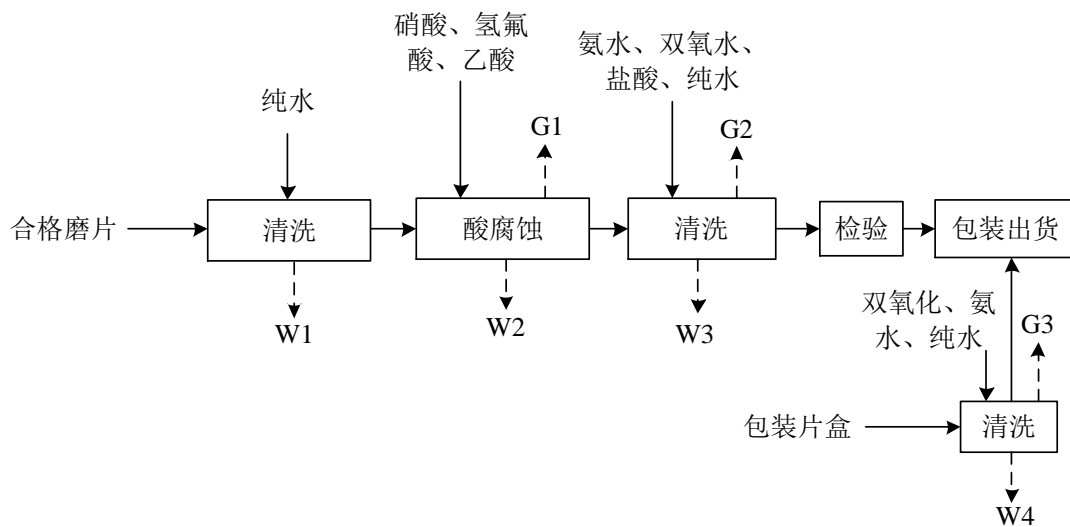 硝酸、氢氟
酸、乙酸
氨水、双氧水、
盐酸、纯水
纯水
G1
G2
合格磨片
清洗
酸腐蚀
清洗
检验
包装出货
W1
W2
W3
双氧化、氨
水、纯水
G3
包装片盒
清洗
W4